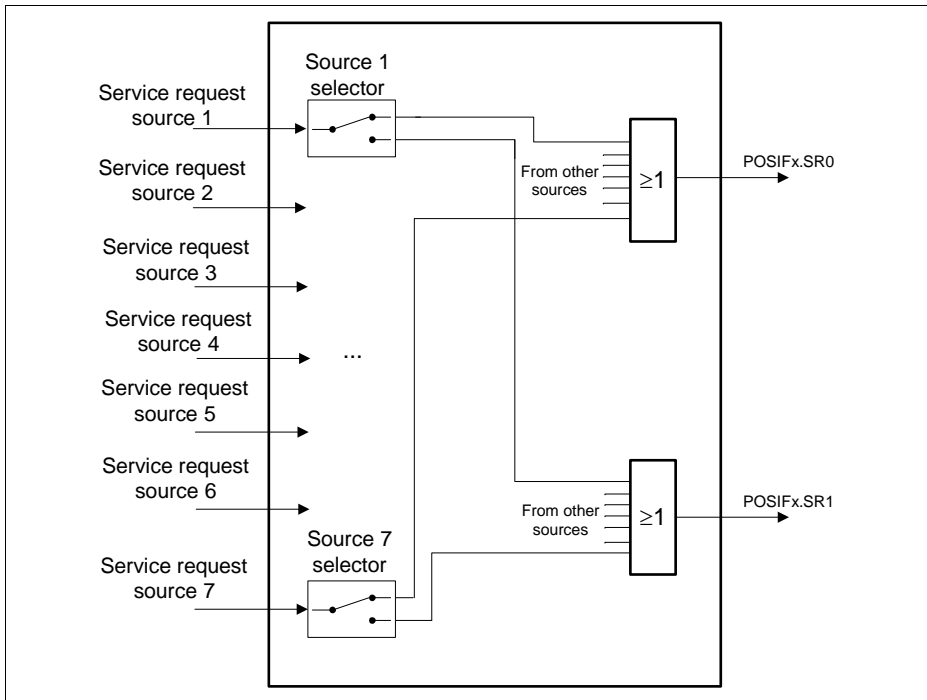 Service request
source 1
Service request
source 2
Service request
source 3
Service request
source 4
Service request
source 5
Service request
source 6
Service request
source 7
Source 1
selector
...
Source 7
selector
From other
sources
≥1
POSIFx.SR0
From other
sources
≥1
POSIFx.SR1